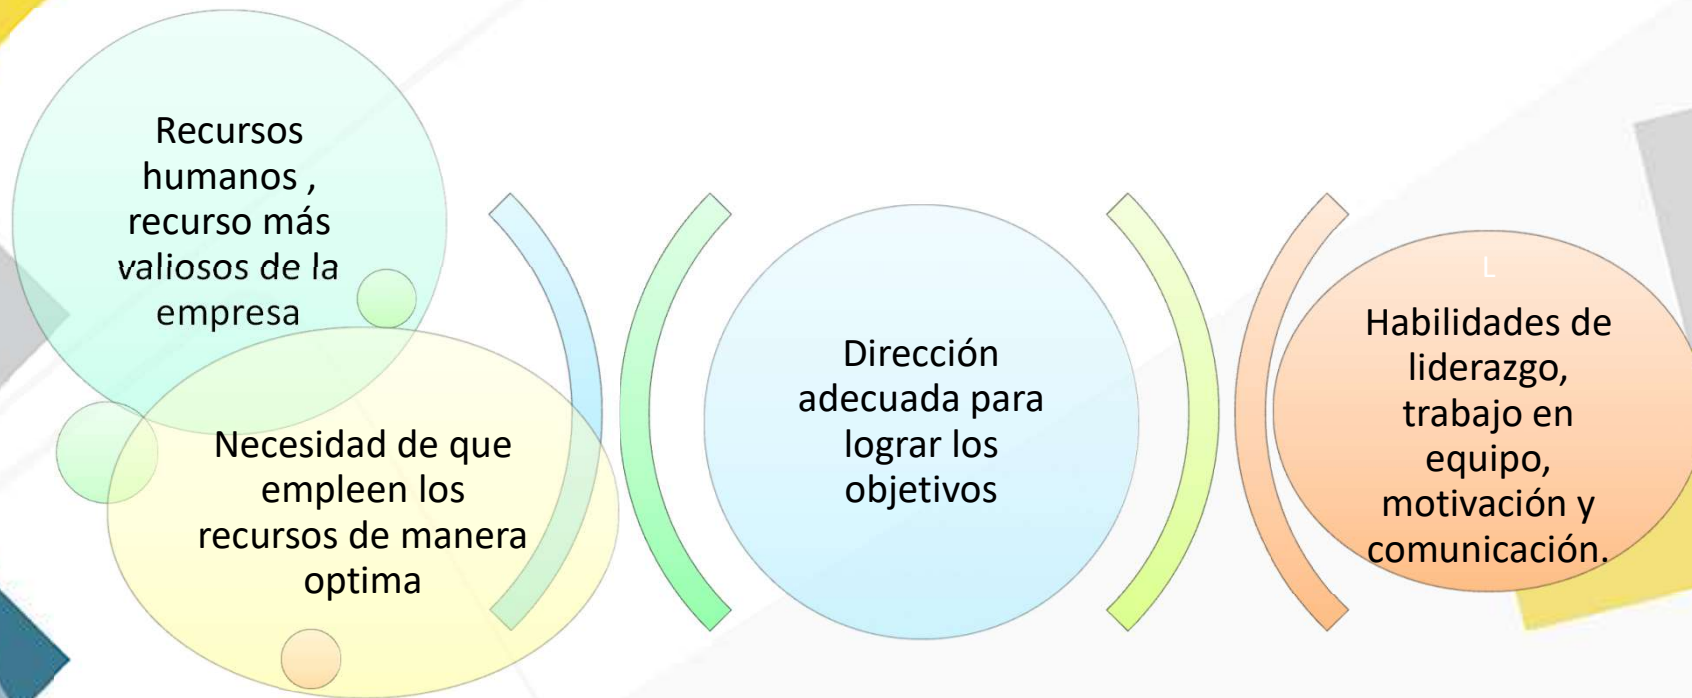 Recursos
humanos ,
recurso más
valiosos de la
empresa
Necesidad de que
empleen los
recursos de manera
optima
Dirección
adecuada para
lograr los
objetivos
L
Habilidades de
liderazgo,
trabajo en
equipo,
motivación y
comunicación.